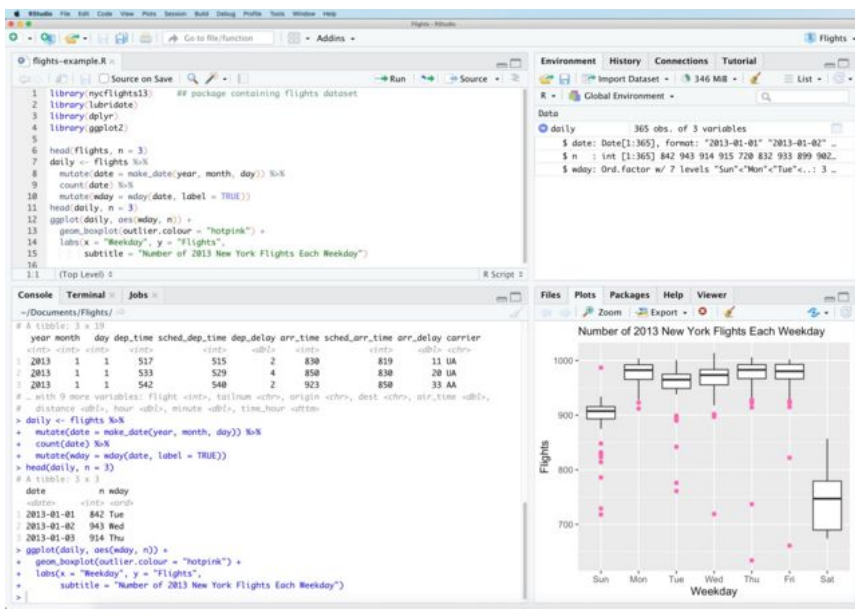 RStudio File Edit Code View Plots Session Build Debug Profile Tools Window Help
Flights - RStudio
Go to file/function Addins Flights
flights-example.R
Source on Save Run Source
1 library(nycflights13) ## package containing flights dataset
2 library(lubridate)
3 library(dplyr)
4 library(ggplot2)
5
6 head(flights, n = 3)
7 daily <- flights %>%
8 mutate(date = make_date(year, month, day)) %>%
9 count(date) %>%
10 mutate(wday = wday(date, label = TRUE))
11 head(daily, n = 3)
12 ggplot(daily, aes(wday, n)) +
13 geom_boxplot(outlier.colour = "hotpink") +
14 labs(x = "Weekday", y = "Flights",
15 subtitle = "Number of 2013 New York Flights Each Weekday")
16
1:1 (Top Level) R Script
Environment History Connections Tutorial
Import Dataset 346 MiB List
R Global Environment
Data
daily 365 obs. of 3 variables
$ date: Date[1:365], format: "2013-01-01" "2013-01-02" …
$ n : int [1:365] 842 943 914 915 720 832 933 899 902…
$ wday: Ord.factor w/ 7 levels "Sun"<"Mon"<"Tue"<..: 3 …
Console Terminal Jobs
~/Documents/Flights/
# A tibble: 3 x 19
year month day dep_time sched_dep_time dep_delay arr_time sched_arr_time arr_delay carrier
<int> <int> <int> <int> <int> <dbl> <int> <int> <dbl> <chr>
1 2013 1 1 517 515 2 830 819 11 UA
2 2013 1 1 533 529 4 850 830 20 UA
3 2013 1 1 542 540 2 923 850 33 AA
# … with 9 more variables: flight <int>, tailnum <chr>, origin <chr>, dest <chr>, air_time <dbl>,
# distance <dbl>, hour <dbl>, minute <dbl>, time_hour <dttm>
> daily <- flights %>%
+ mutate(date = make_date(year, month, day)) %>%
+ count(date) %>%
+ mutate(wday = wday(date, label = TRUE))
> head(daily, n = 3)
# A tibble: 3 x 3
date n wday
<date> <int> <ord>
1 2013-01-01 842 Tue
2 2013-01-02 943 Wed
3 2013-01-03 914 Thu
> ggplot(daily, aes(wday, n)) +
+ geom_boxplot(outlier.colour = "hotpink") +
+ labs(x = "Weekday", y = "Flights",
+ subtitle = "Number of 2013 New York Flights Each Weekday")
>
Files Plots Packages Help Viewer
Zoom Export
Number of 2013 New York Flights Each Weekday
1000
900
800
700
Flights
Sun Mon Tue Wed Thu Fri Sat
Weekday